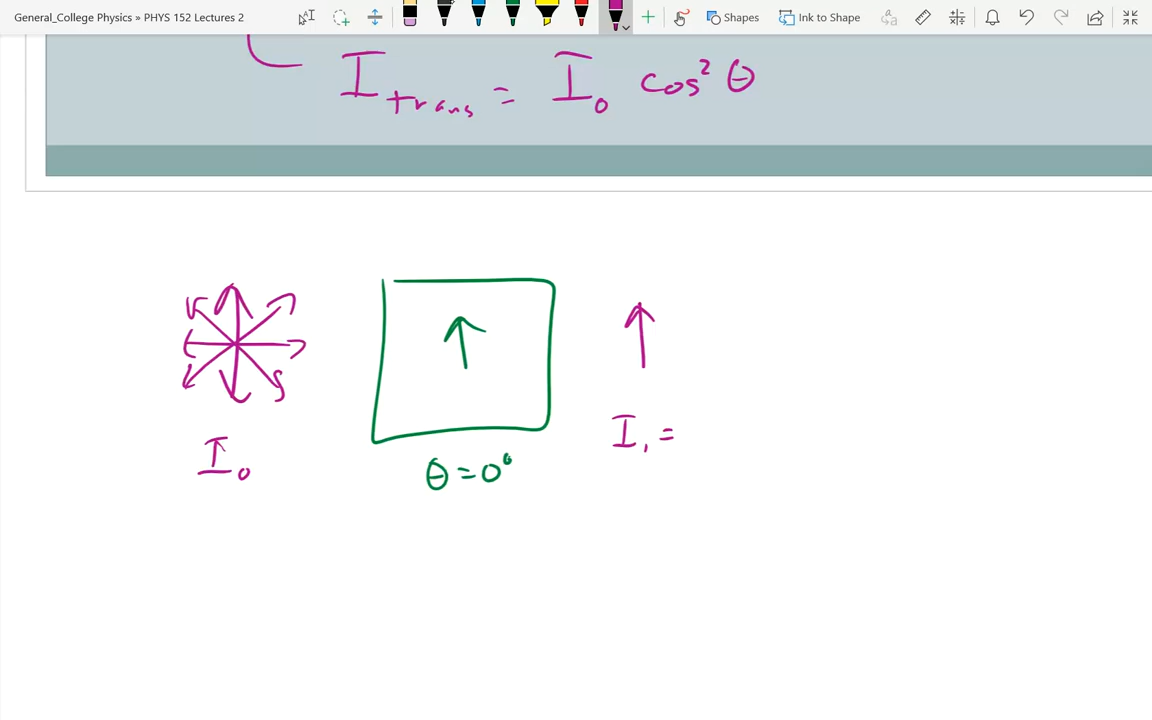 General_College Physics » PHYS 152 Lectures 2
Shapes
Ink to Shape
I_trans = I_0 cos² θ
I_0
θ = 0°
I_1 =